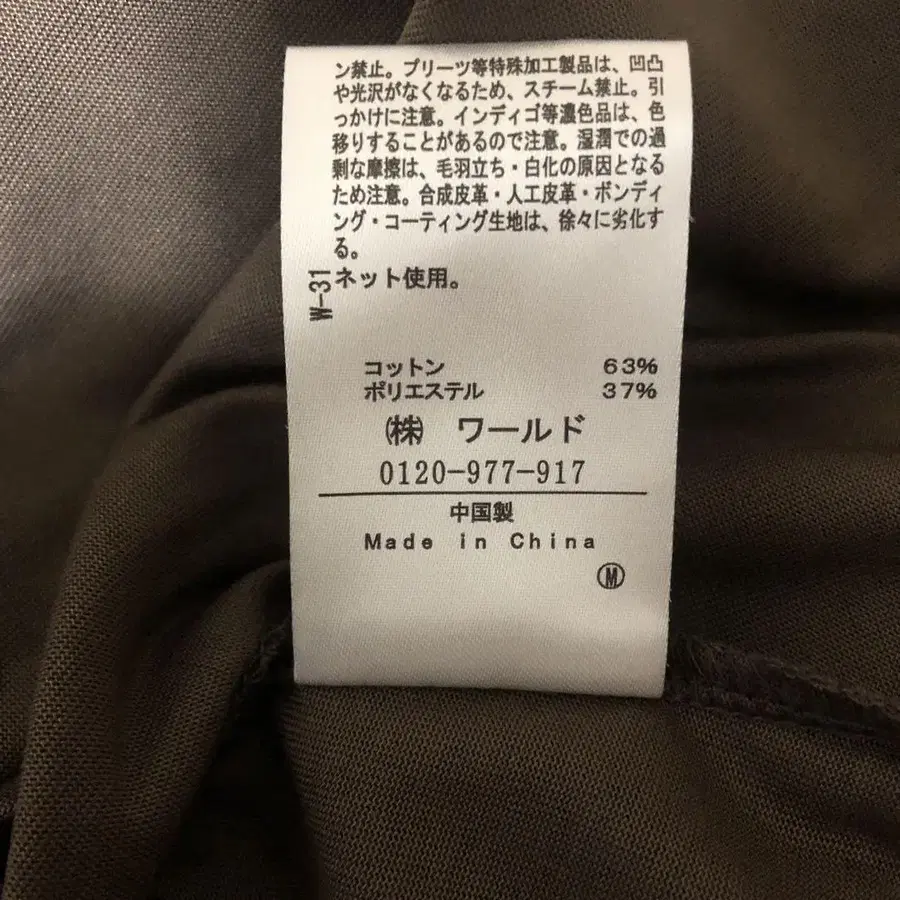 ン禁止。プリーツ等特殊加工製品は、凹凸
や光沢がなくなるため、スチーム禁止。引
っかけに注意。インディゴ等濃色品は、色
移りすることがあるので注意。湿潤での過
剰な摩擦は、毛羽立ち・白化の原因となる
ため注意。合成皮革・人工皮革・ボンディ
ング・コーティング生地は、徐々に劣化す
る。
ネット使用。
W-31
コットン 63%
ポリエステル 37%
㈱ ワールド
0120-977-917
中国製
Made in China
Ⓜ